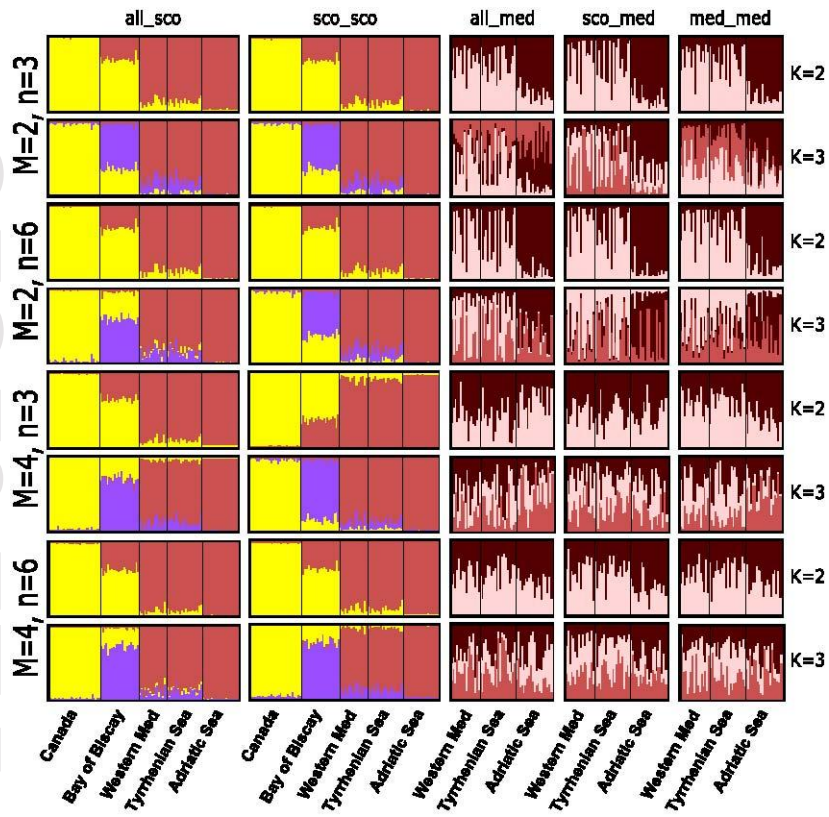 all_sco sco_sco all_med sco_med med_med
M=2, n=3
K=2
K=3
M=2, n=6
K=2
K=3
M=4, n=3
K=2
K=3
M=4, n=6
K=2
K=3
Canada Bay of Biscay Western Med Tyrrhenian Sea Adriatic Sea Canada Bay of Biscay Western Med Tyrrhenian Sea Adriatic Sea Western Med Tyrrhenian Sea Adriatic Sea Western Med Tyrrhenian Sea Adriatic Sea Western Med Tyrrhenian Sea Adriatic Sea